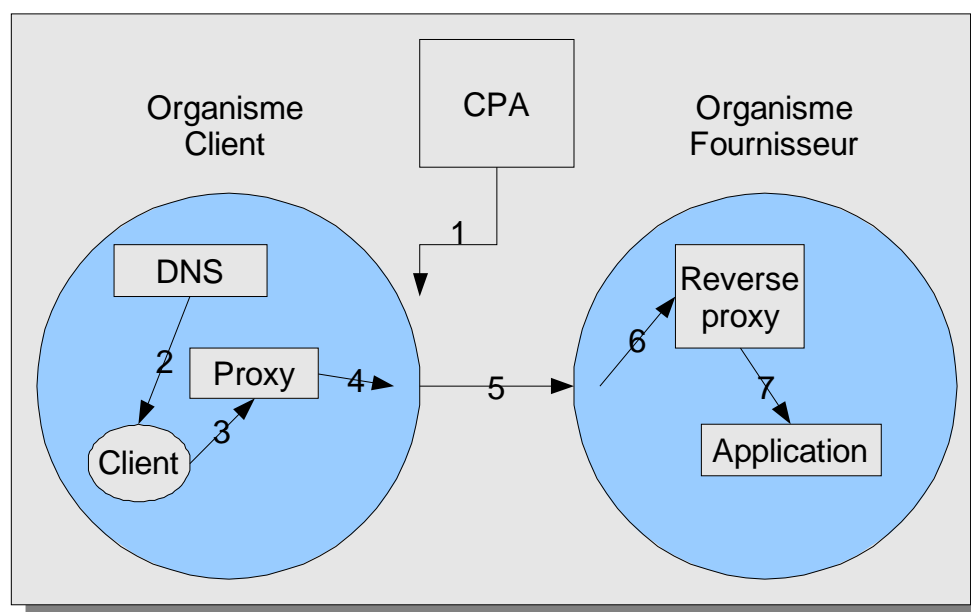 Organisme
Client
CPA
Organisme
Fournisseur
1
DNS
2
Proxy
3
4
Client
5
Reverse
proxy
6
7
Application